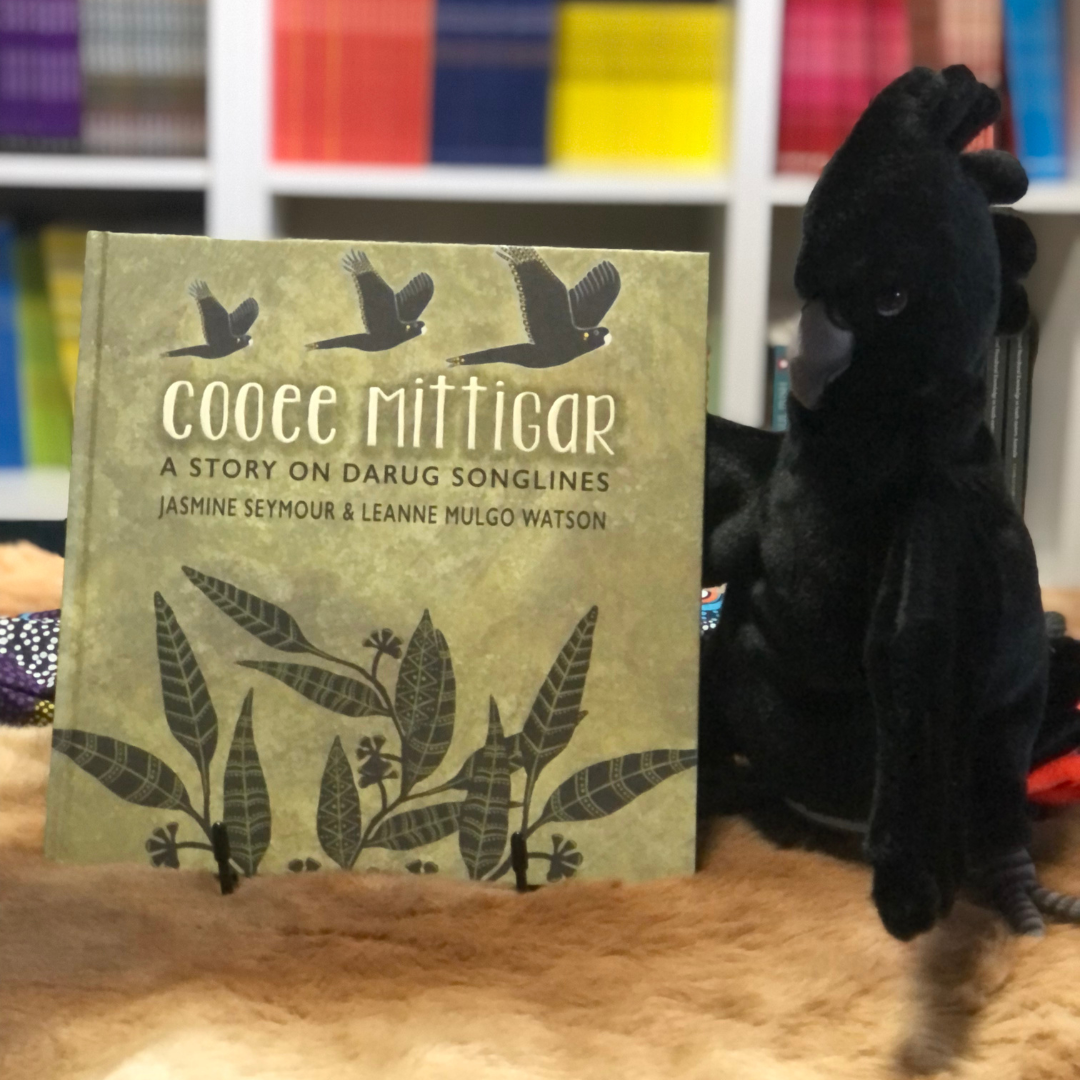 cooee mittigar
A STORY ON DARUG SONGLINES
JASMINE SEYMOUR & LEANNE MULGO WATSON